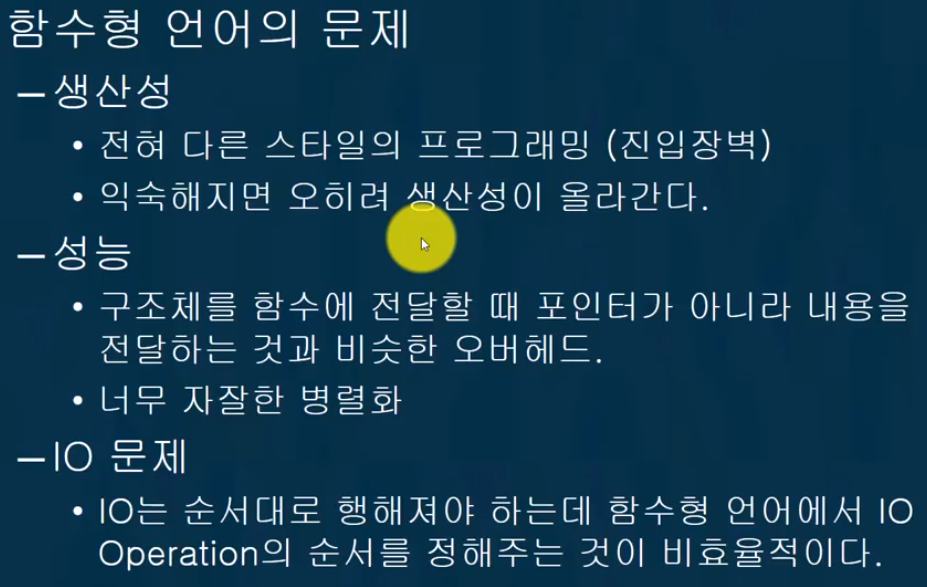 함수형 언어의 문제
–생산성
• 전혀 다른 스타일의 프로그래밍 (진입장벽)
• 익숙해지면 오히려 생산성이 올라간다.
–성능
• 구조체를 함수에 전달할 때 포인터가 아니라 내용을
전달하는 것과 비슷한 오버헤드.
• 너무 자잘한 병렬화
–IO 문제
• IO는 순서대로 행해져야 하는데 함수형 언어에서 IO
Operation의 순서를 정해주는 것이 비효율적이다.